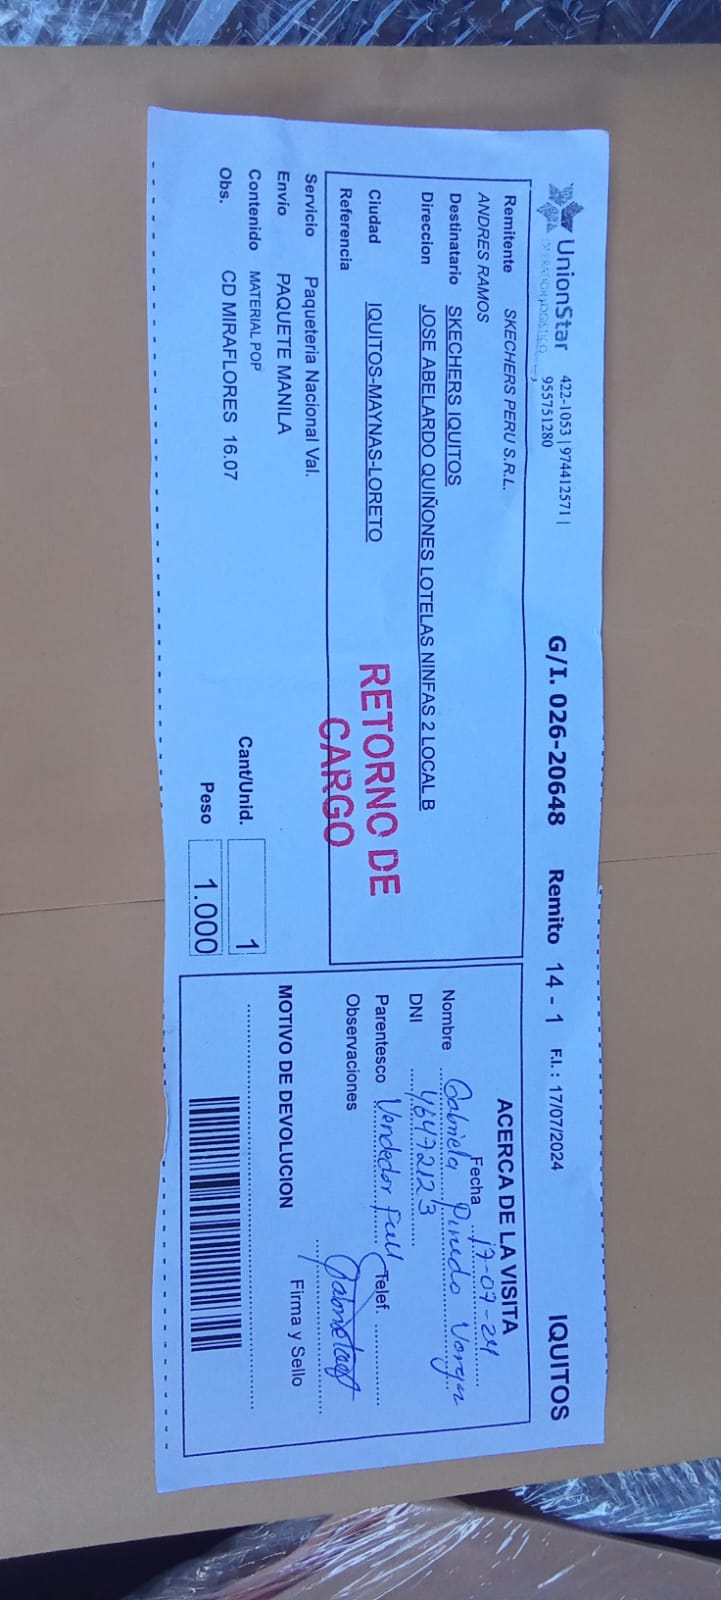 UnionStar
OPERADOR LOGISTICO
422-1053 | 974412571 |
955751280
G/I. 026-20648 Remito 14 - 1 F.I.: 17/07/2024 IQUITOS
Remitente SKECHERS PERU S.R.L.
ANDRES RAMOS
Destinatario SKECHERS IQUITOS
Direccion JOSE ABELARDO QUIÑONES LOTELAS NINFAS 2 LOCAL B
Ciudad IQUITOS-MAYNAS-LORETO
Referencia
RETORNO DE
CARGO
Servicio Paqueteria Nacional Val.
Envio PAQUETE MANILA
Contenido MATERIAL POP
Obs. CD MIRAFLORES 16.07
Cant/Unid. 1
Peso 1.000
ACERCA DE LA VISITA
Fecha 17-07-24
Nombre Gabriela Pinedo Vargas
DNI 46472123
Parentesco Vendedor Full Telef.
Observaciones
MOTIVO DE DEVOLUCION
Firma y Sello